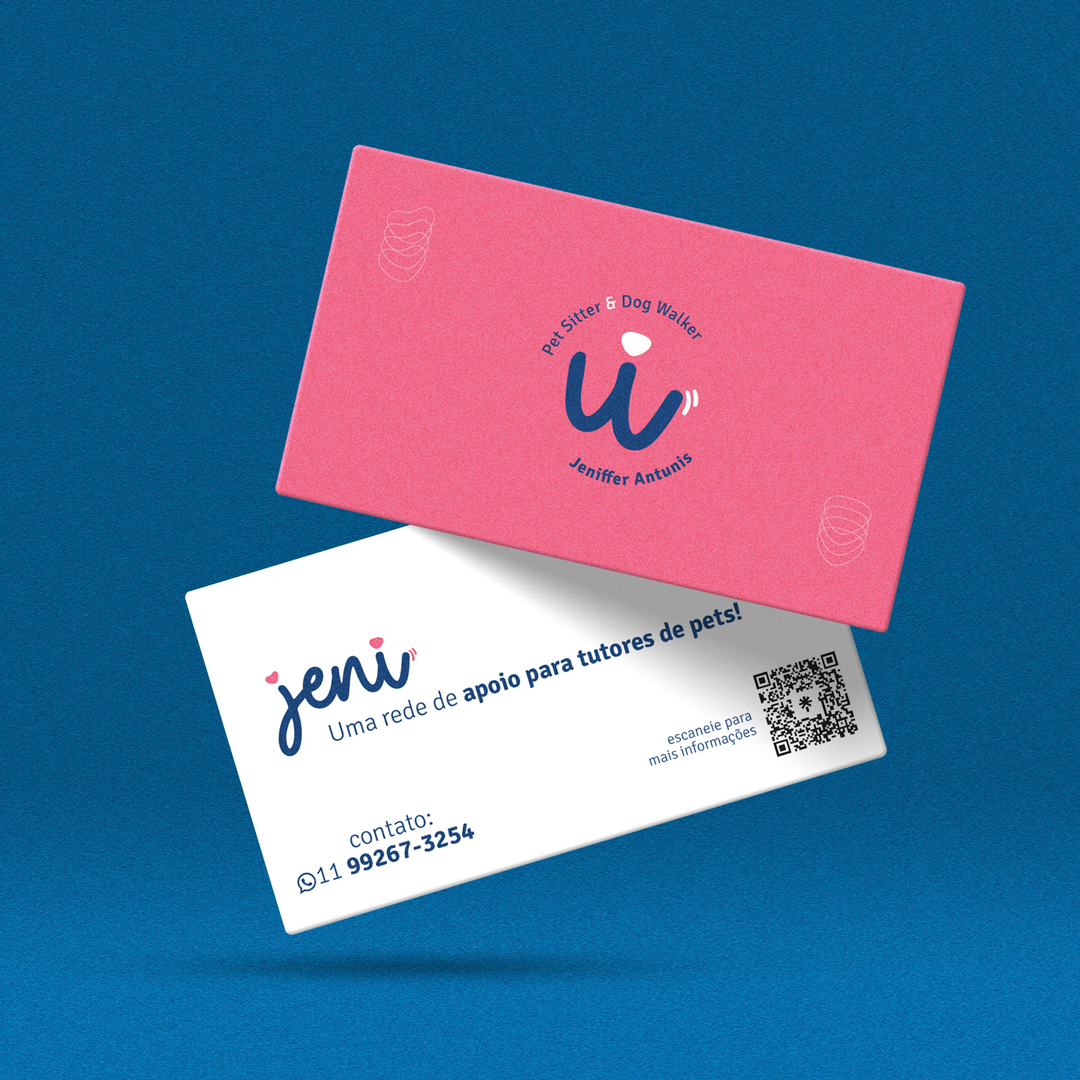 Pet Sitter & Dog Walker
Jeniffer Antunis
jeni
Uma rede de apoio para tutores de pets!
escaneie para
mais informações
contato:
11 99267-3254